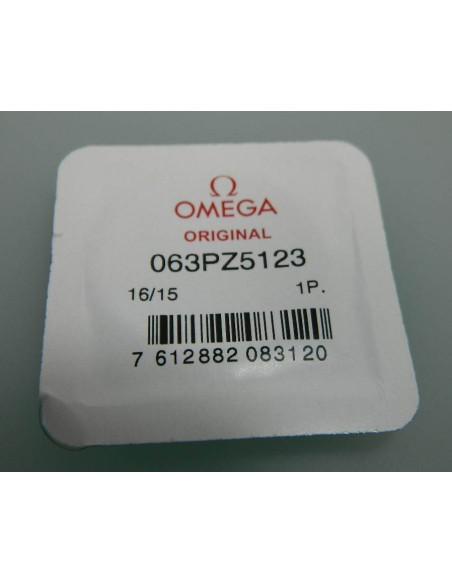 Ω
OMEGA
ORIGINAL
063PZ5123
16/15 1P.
7 612882 083120